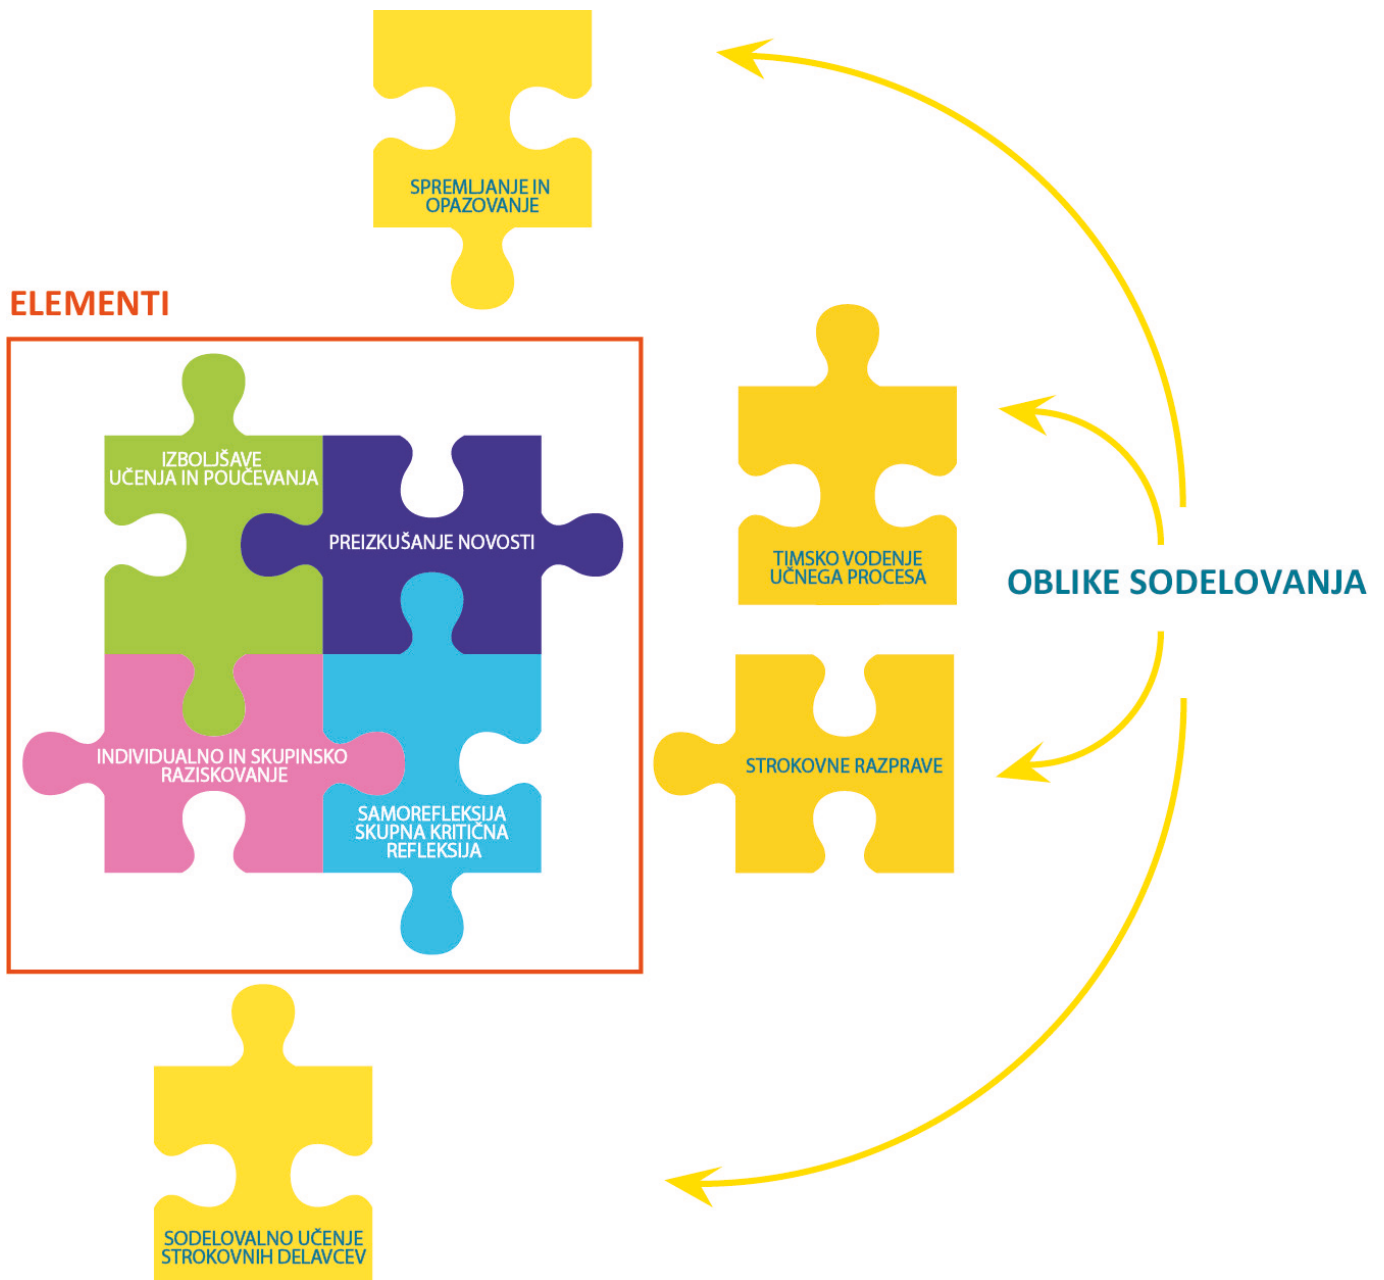 SPREMLJANJE IN
OPAZOVANJE
ELEMENTI
IZBOLJŠAVE
UČENJA IN POUČEVANJA
PREIZKUŠANJE NOVOSTI
INDIVIDUALNO IN SKUPINSKO
RAZISKOVANJE
SAMOREFLEKSIJA
SKUPNA KRITIČNA
REFLEKSIJA
TIMSKO VODENJE
UČNEGA PROCESA
STROKOVNE RAZPRAVE
OBLIKE SODELOVANJA
SODELOVALNO UČENJE
STROKOVNIH DELAVCEV